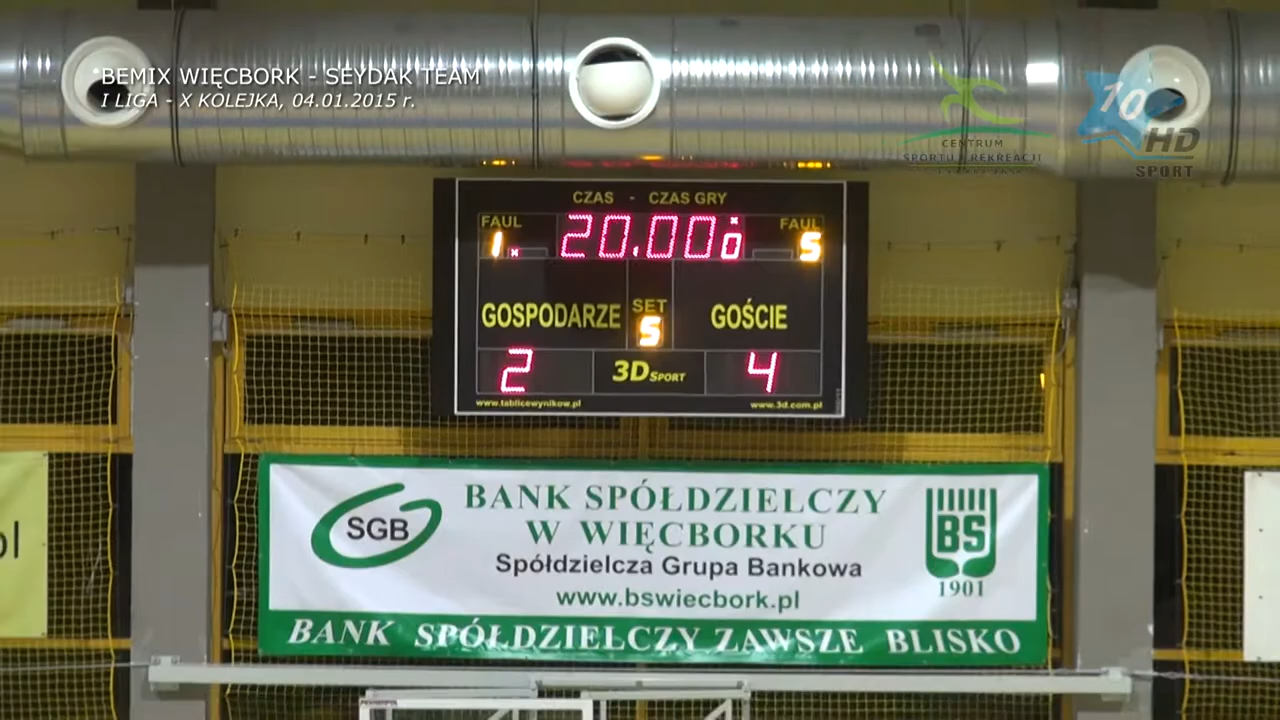 BEMIX WIĘCBORK - SEYDAK TEAM
I LIGA - X KOLEJKA, 04.01.2015 r.
CENTRUM
SPORTU I REKREACJI
10
HD
SPORT
CZAS - CZAS GRY
FAUL
FAUL
1
20.00
0
5
GOSPODARZE
SET
GOŚCIE
5
2
3D SPORT
4
www.tablicewynikow.pl
www.3d.com.pl
SGB
BANK SPÓŁDZIELCZY
W WIĘCBORKU
Spółdzielcza Grupa Bankowa
www.bswiecbork.pl
BS
1901
BANK SPÓŁDZIELCZY ZAWSZE BLISKO
pl